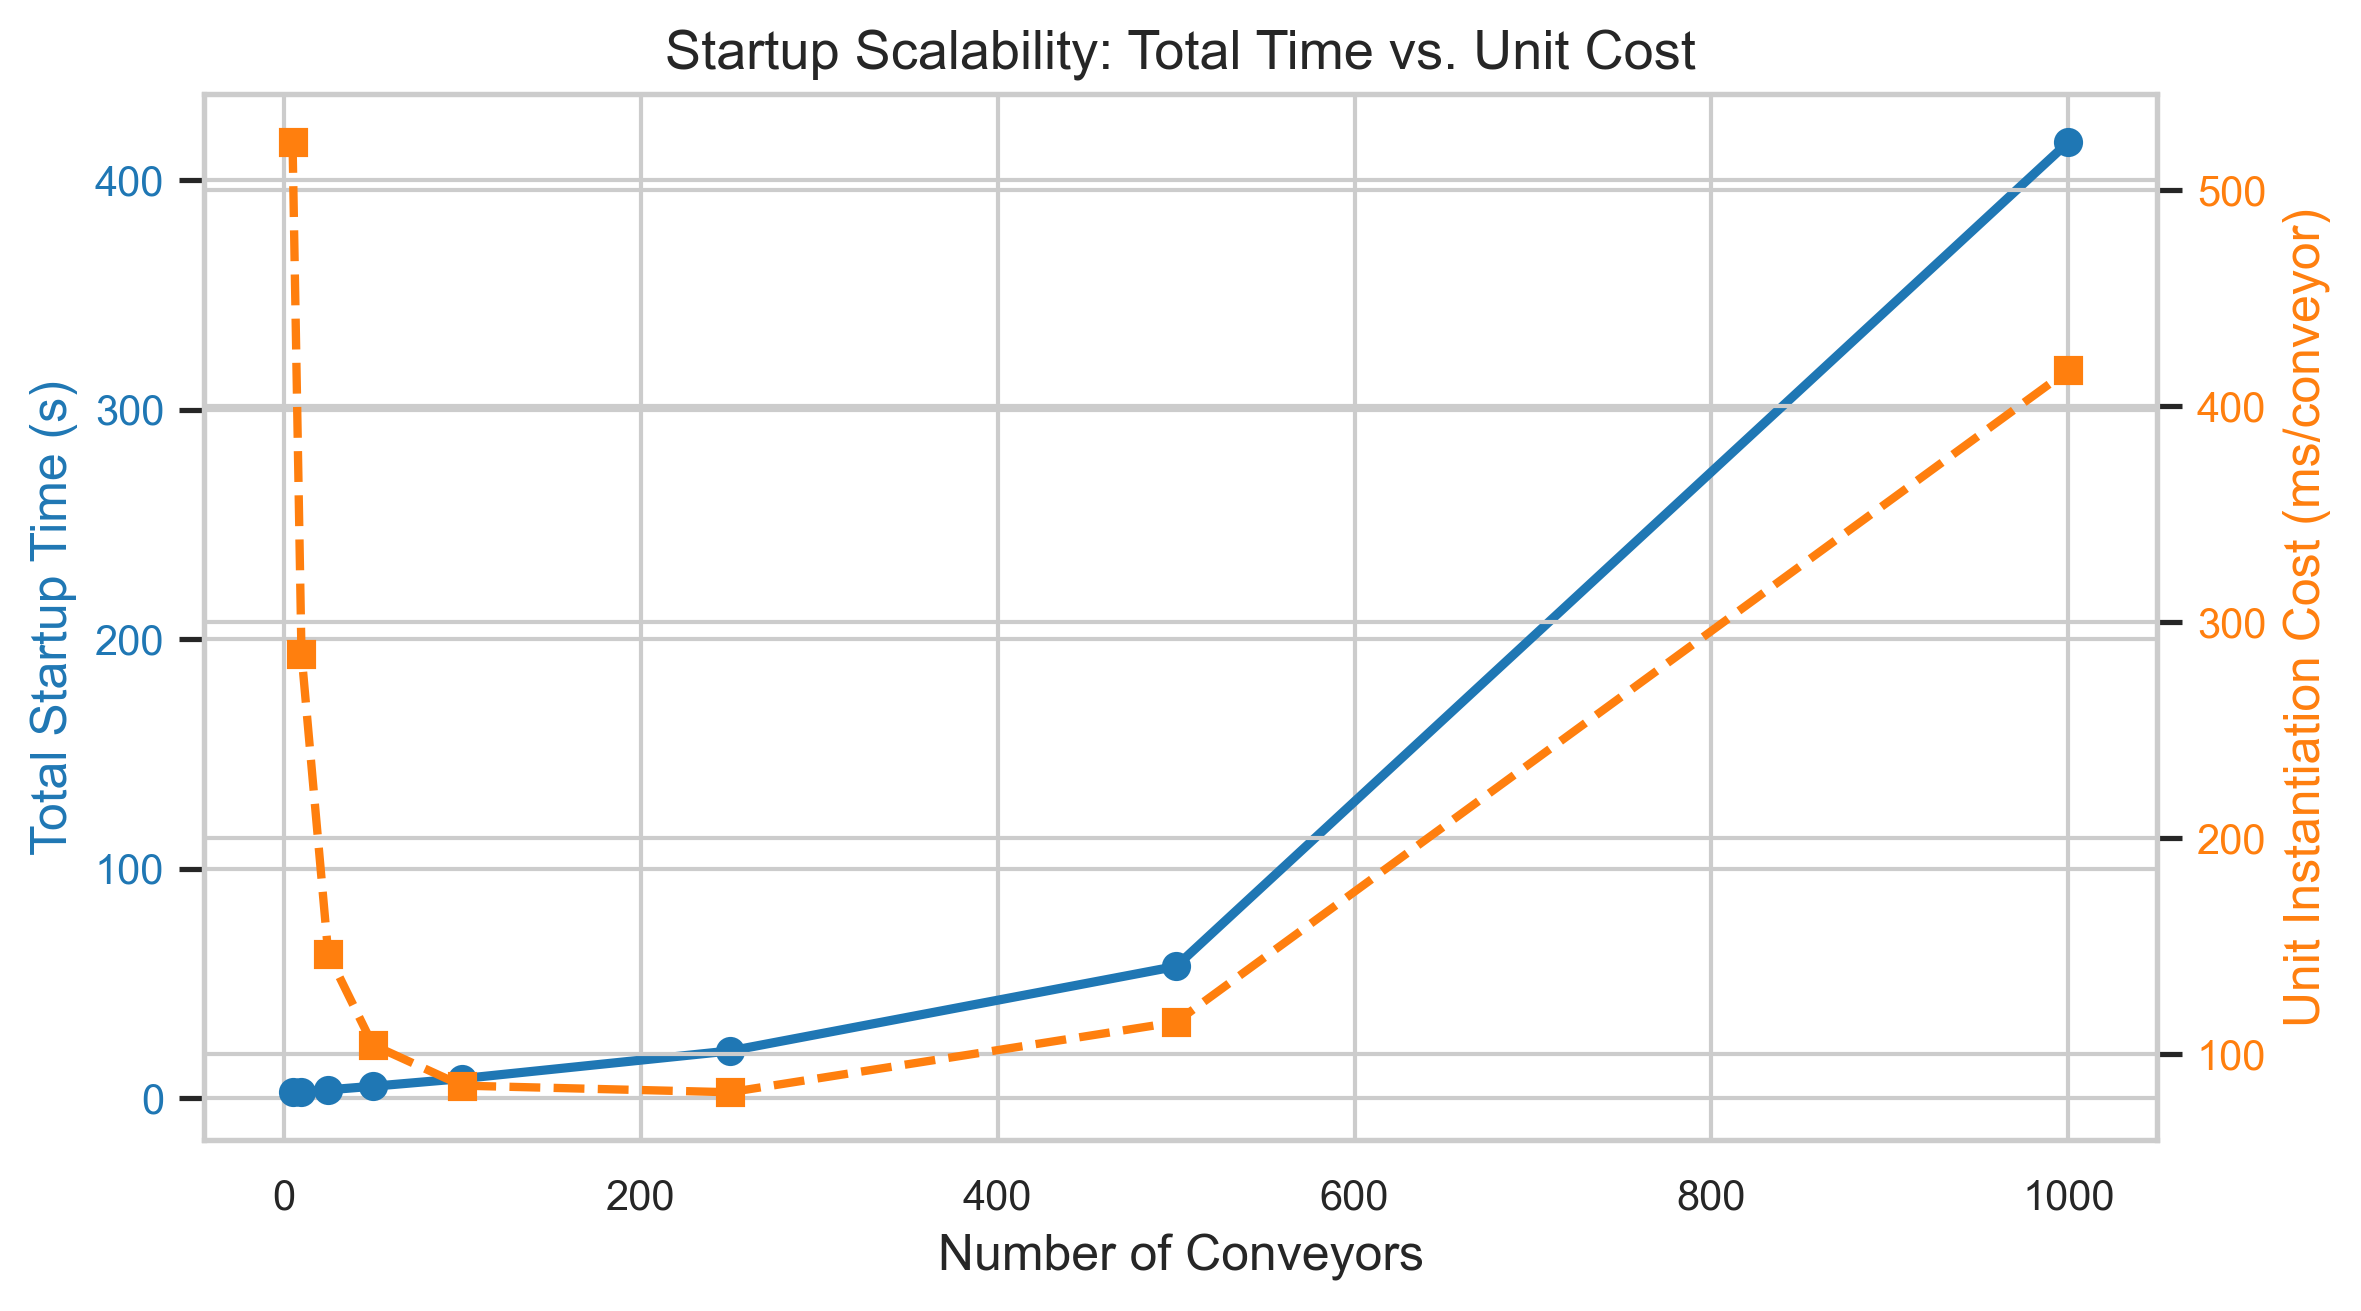 Startup Scalability: Total Time vs. Unit Cost
Total Startup Time (s)
400
300
200
100
0
500
400
300
200
100
Unit Instantiation Cost (ms/conveyor)
0 200 400 600 800 1000
Number of Conveyors